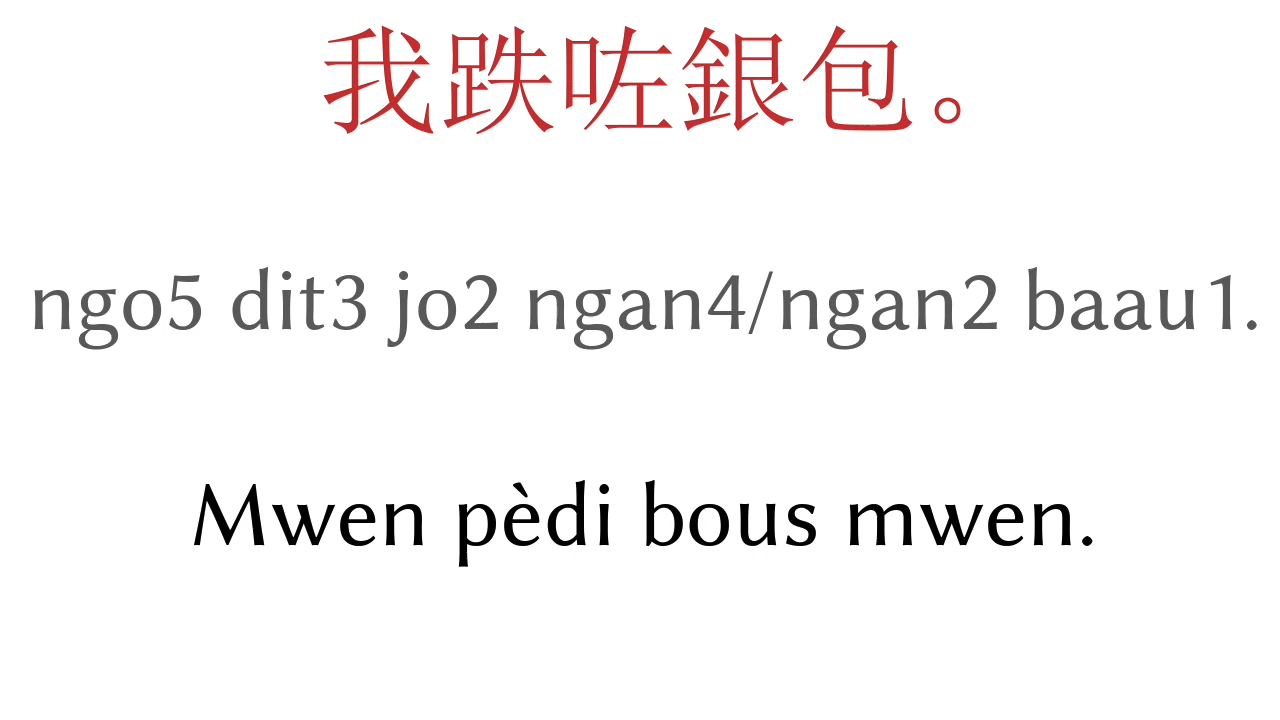 我跌咗銀包。
ngo5 dit3 jo2 ngan4/ngan2 baau1.
Mwen pèdi bous mwen.